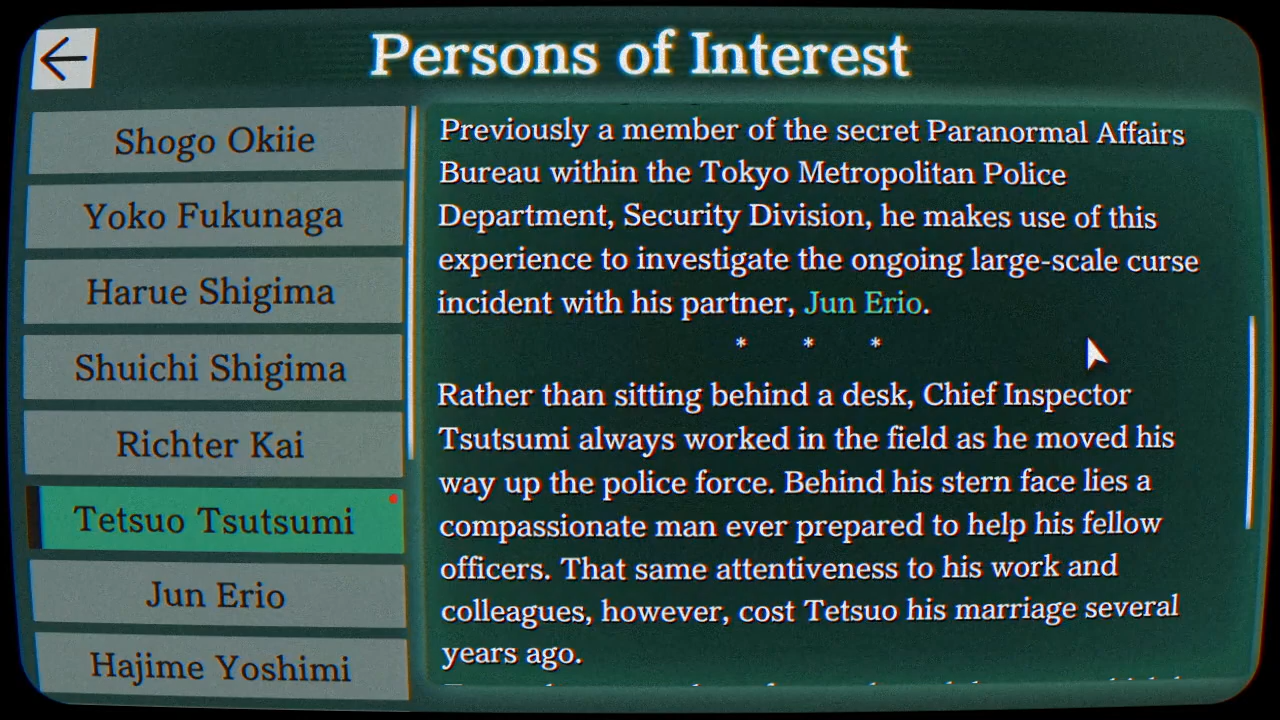 Persons of Interest
Shogo Okiie
Yoko Fukunaga
Harue Shigima
Shuichi Shigima
Richter Kai
Tetsuo Tsutsumi
Jun Erio
Hajime Yoshimi
Previously a member of the secret Paranormal Affairs
Bureau within the Tokyo Metropolitan Police
Department, Security Division, he makes use of this
experience to investigate the ongoing large-scale curse
incident with his partner, Jun Erio.
* * *
Rather than sitting behind a desk, Chief Inspector
Tsutsumi always worked in the field as he moved his
way up the police force. Behind his stern face lies a
compassionate man ever prepared to help his fellow
officers. That same attentiveness to his work and
colleagues, however, cost Tetsuo his marriage several
years ago.